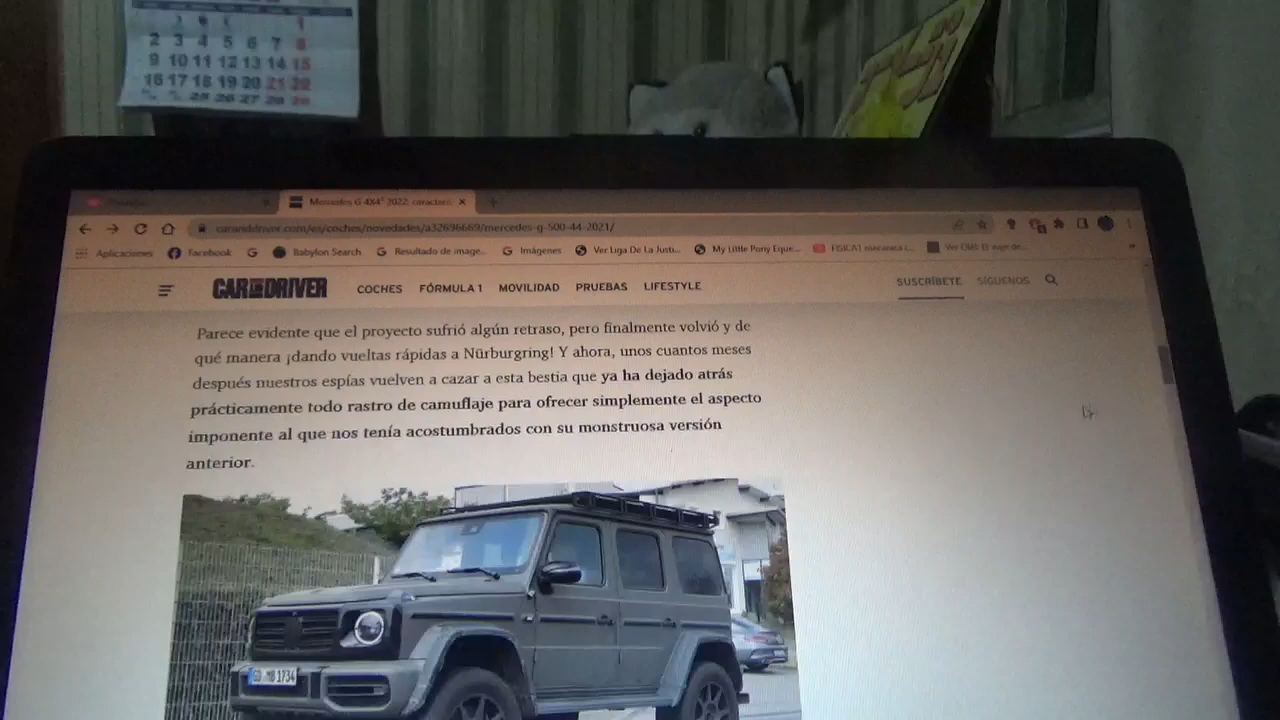 2 3 4 5 6 7 8
9 10 11 12 13 14 15
16 17 18 19 20 21 22
25 26 27 28 29
Mercedes G 4X4² 2022: caracterís
caranddriver.com/es/coches/novedades/a32696669/mercedes-g-500-44-2021/
Aplicaciones Facebook G Babylon Search G Resultado de image... G Imágenes Ver Liga De La Justi... My Little Pony Eque...
CAR AND DRIVER COCHES FÓRMULA 1 MOVILIDAD PRUEBAS LIFESTYLE SUSCRÍBETE SÍGUENOS
Parece evidente que el proyecto sufrió algún retraso, pero finalmente volvió y de
qué manera ¡dando vueltas rápidas a Nürburgring! Y ahora, unos cuantos meses
después nuestros espías vuelven a cazar a esta bestia que ya ha dejado atrás
prácticamente todo rastro de camuflaje para ofrecer simplemente el aspecto
imponente al que nos tenía acostumbrados con su monstruosa versión
anterior.
GD MB 1734